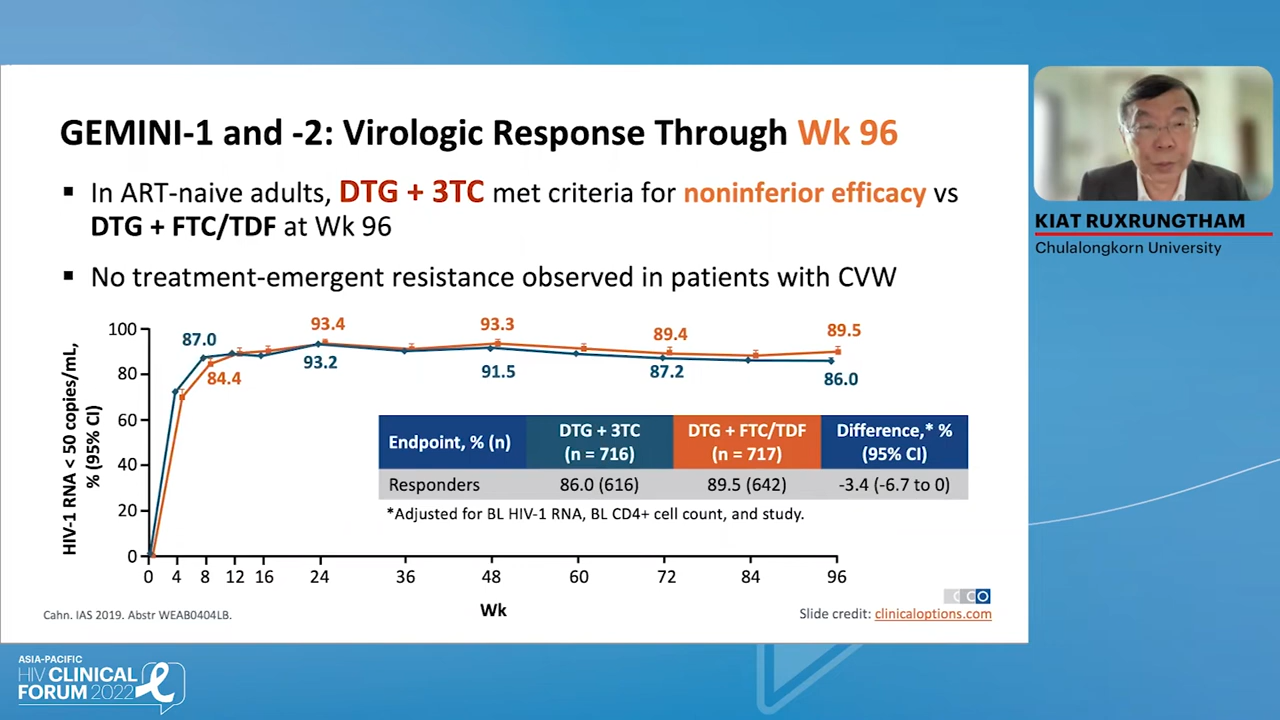 GEMINI-1 and -2: Virologic Response Through Wk 96
▪ In ART-naive adults, DTG + 3TC met criteria for noninferior efficacy vs
DTG + FTC/TDF at Wk 96
▪ No treatment-emergent resistance observed in patients with CVW
HIV-1 RNA < 50 copies/mL,
% (95% CI)
100
80
60
40
20
0
87.0
84.4
93.4
93.2
93.3
91.5
89.4
87.2
89.5
86.0
Endpoint, % (n)
DTG + 3TC
(n = 716)
DTG + FTC/TDF
(n = 717)
Difference,* %
(95% CI)
Responders 86.0 (616) 89.5 (642) -3.4 (-6.7 to 0)
*Adjusted for BL HIV-1 RNA, BL CD4+ cell count, and study.
0 4 8 12 16 24 36 48 60 72 84 96
Wk
Cahn. IAS 2019. Abstr WEAB0404LB.
CCO
Slide credit: clinicaloptions.com
KIAT RUXRUNGTHAM
Chulalongkorn University
ASIA-PACIFIC
HIV CLINICAL
FORUM 2022